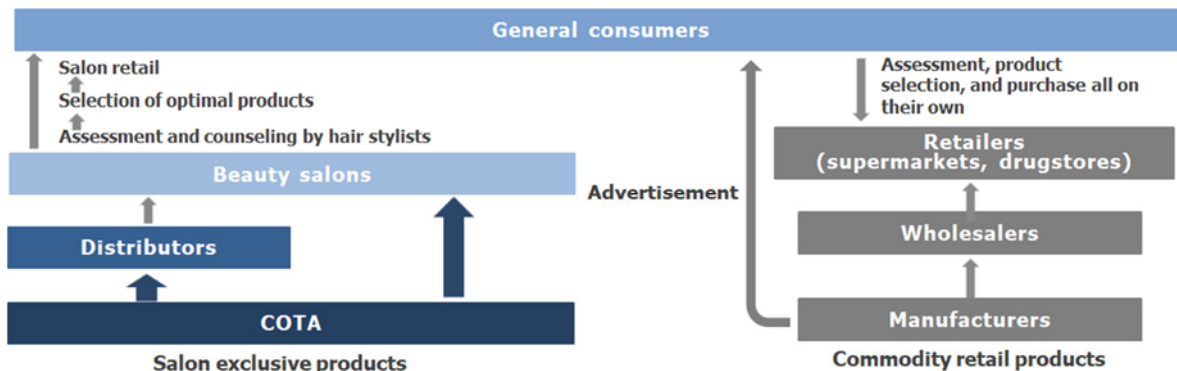 General consumers
Salon retail
Selection of optimal products
Assessment and counseling by hair stylists
Beauty salons
Distributors
COTA
Salon exclusive products
Advertisement
Assessment, product
selection, and purchase all on
their own
Retailers
(supermarkets, drugstores)
Wholesalers
Manufacturers
Commodity retail products